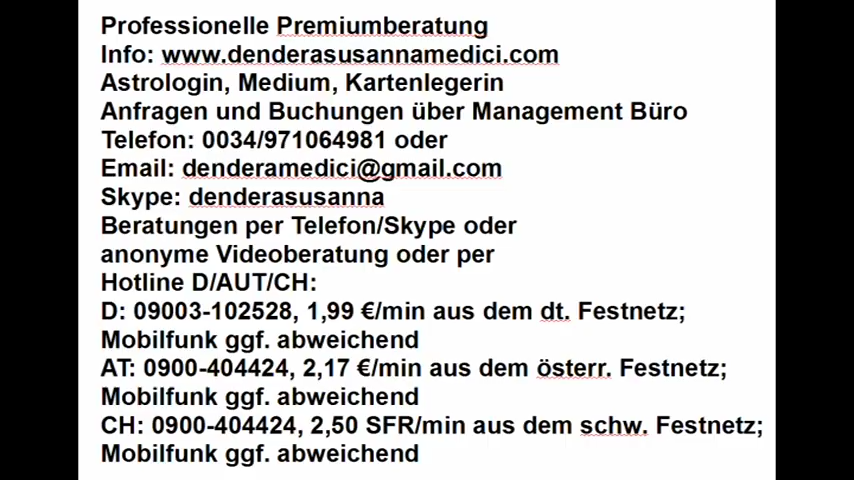 Professionelle Premiumberatung
Info: www.denderasusannamedici.com
Astrologin, Medium, Kartenlegerin
Anfragen und Buchungen über Management Büro
Telefon: 0034/971064981 oder
Email: denderamedici@gmail.com
Skype: denderasusanna
Beratungen per Telefon/Skype oder
anonyme Videoberatung oder per
Hotline D/AUT/CH:
D: 09003-102528, 1,99 €/min aus dem dt. Festnetz;
Mobilfunk ggf. abweichend
AT: 0900-404424, 2,17 €/min aus dem österr. Festnetz;
Mobilfunk ggf. abweichend
CH: 0900-404424, 2,50 SFR/min aus dem schw. Festnetz;
Mobilfunk ggf. abweichend